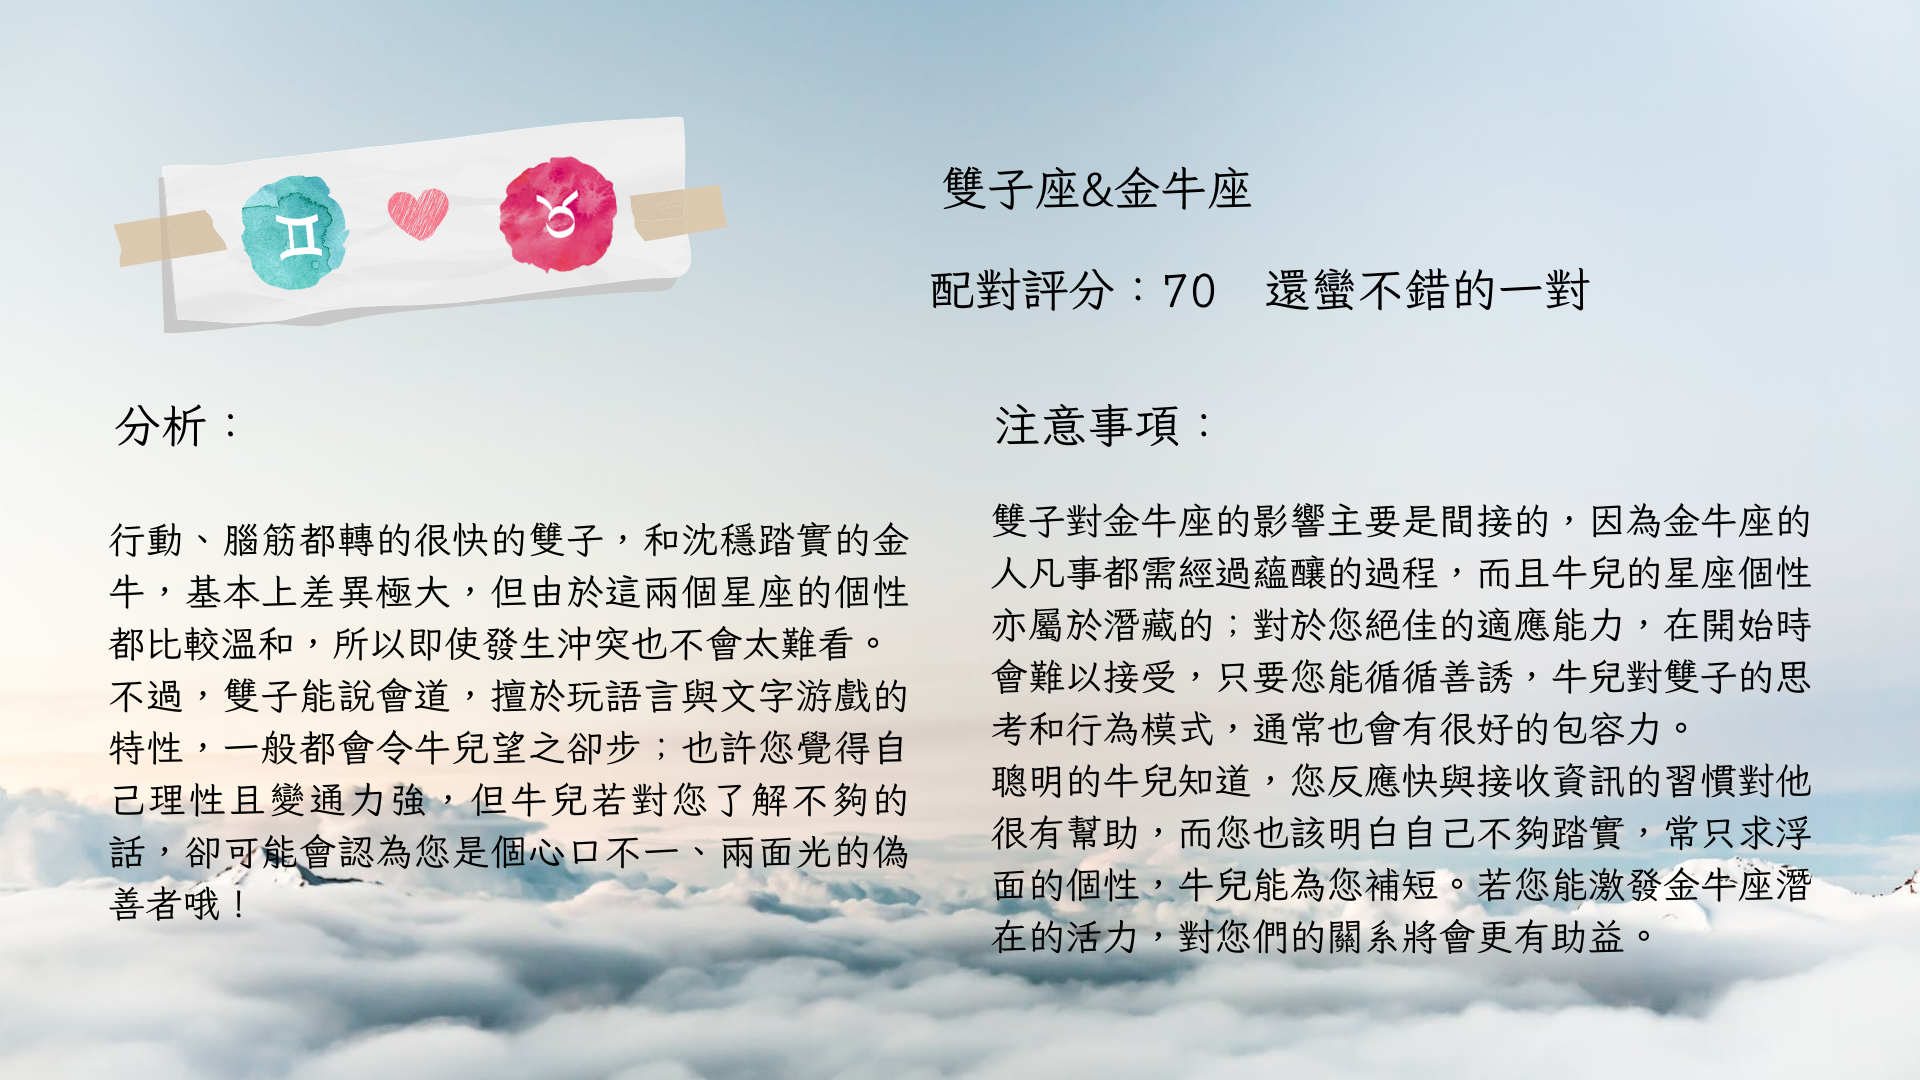 雙子座&金牛座
配對評分：70　還蠻不錯的一對
分析：
行動、腦筋都轉的很快的雙子，和沈穩踏實的金
牛，基本上差異極大，但由於這兩個星座的個性
都比較溫和，所以即使發生沖突也不會太難看。
不過，雙子能說會道，擅於玩語言與文字游戲的
特性，一般都會令牛兒望之卻步；也許您覺得自
己理性且變通力強，但牛兒若對您了解不夠的
話，卻可能會認為您是個心口不一、兩面光的偽
善者哦！
注意事項：
雙子對金牛座的影響主要是間接的，因為金牛座的
人凡事都需經過蘊釀的過程，而且牛兒的星座個性
亦屬於潛藏的；對於您絕佳的適應能力，在開始時
會難以接受，只要您能循循善誘，牛兒對雙子的思
考和行為模式，通常也會有很好的包容力。
聰明的牛兒知道，您反應快與接收資訊的習慣對他
很有幫助，而您也該明白自己不夠踏實，常只求浮
面的個性，牛兒能為您補短。若您能激發金牛座潛
在的活力，對您們的關系將會更有助益。